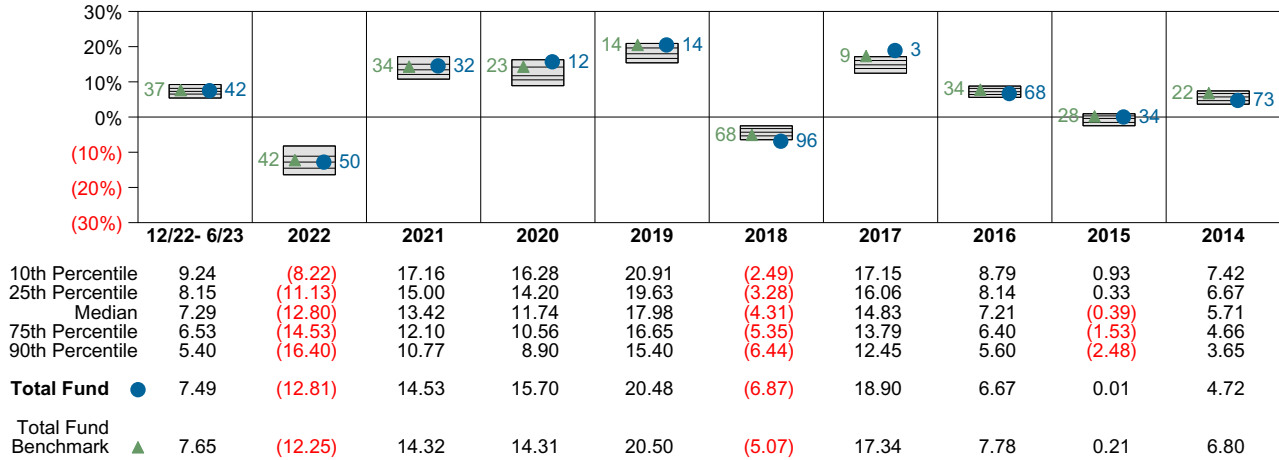 30%
20%
10%
0%
(10%)
(20%)
(30%)
37 42
42 50
34 32
23 12
14 14
68 96
9 3
34 68
28 34
22 73
12/22- 6/23 2022 2021 2020 2019 2018 2017 2016 2015 2014
10th Percentile 9.24 (8.22) 17.16 16.28 20.91 (2.49) 17.15 8.79 0.93 7.42
25th Percentile 8.15 (11.13) 15.00 14.20 19.63 (3.28) 16.06 8.14 0.33 6.67
Median 7.29 (12.80) 13.42 11.74 17.98 (4.31) 14.83 7.21 (0.39) 5.71
75th Percentile 6.53 (14.53) 12.10 10.56 16.65 (5.35) 13.79 6.40 (1.53) 4.66
90th Percentile 5.40 (16.40) 10.77 8.90 15.40 (6.44) 12.45 5.60 (2.48) 3.65
Total Fund 7.49 (12.81) 14.53 15.70 20.48 (6.87) 18.90 6.67 0.01 4.72
Total Fund
Benchmark 7.65 (12.25) 14.32 14.31 20.50 (5.07) 17.34 7.78 0.21 6.80